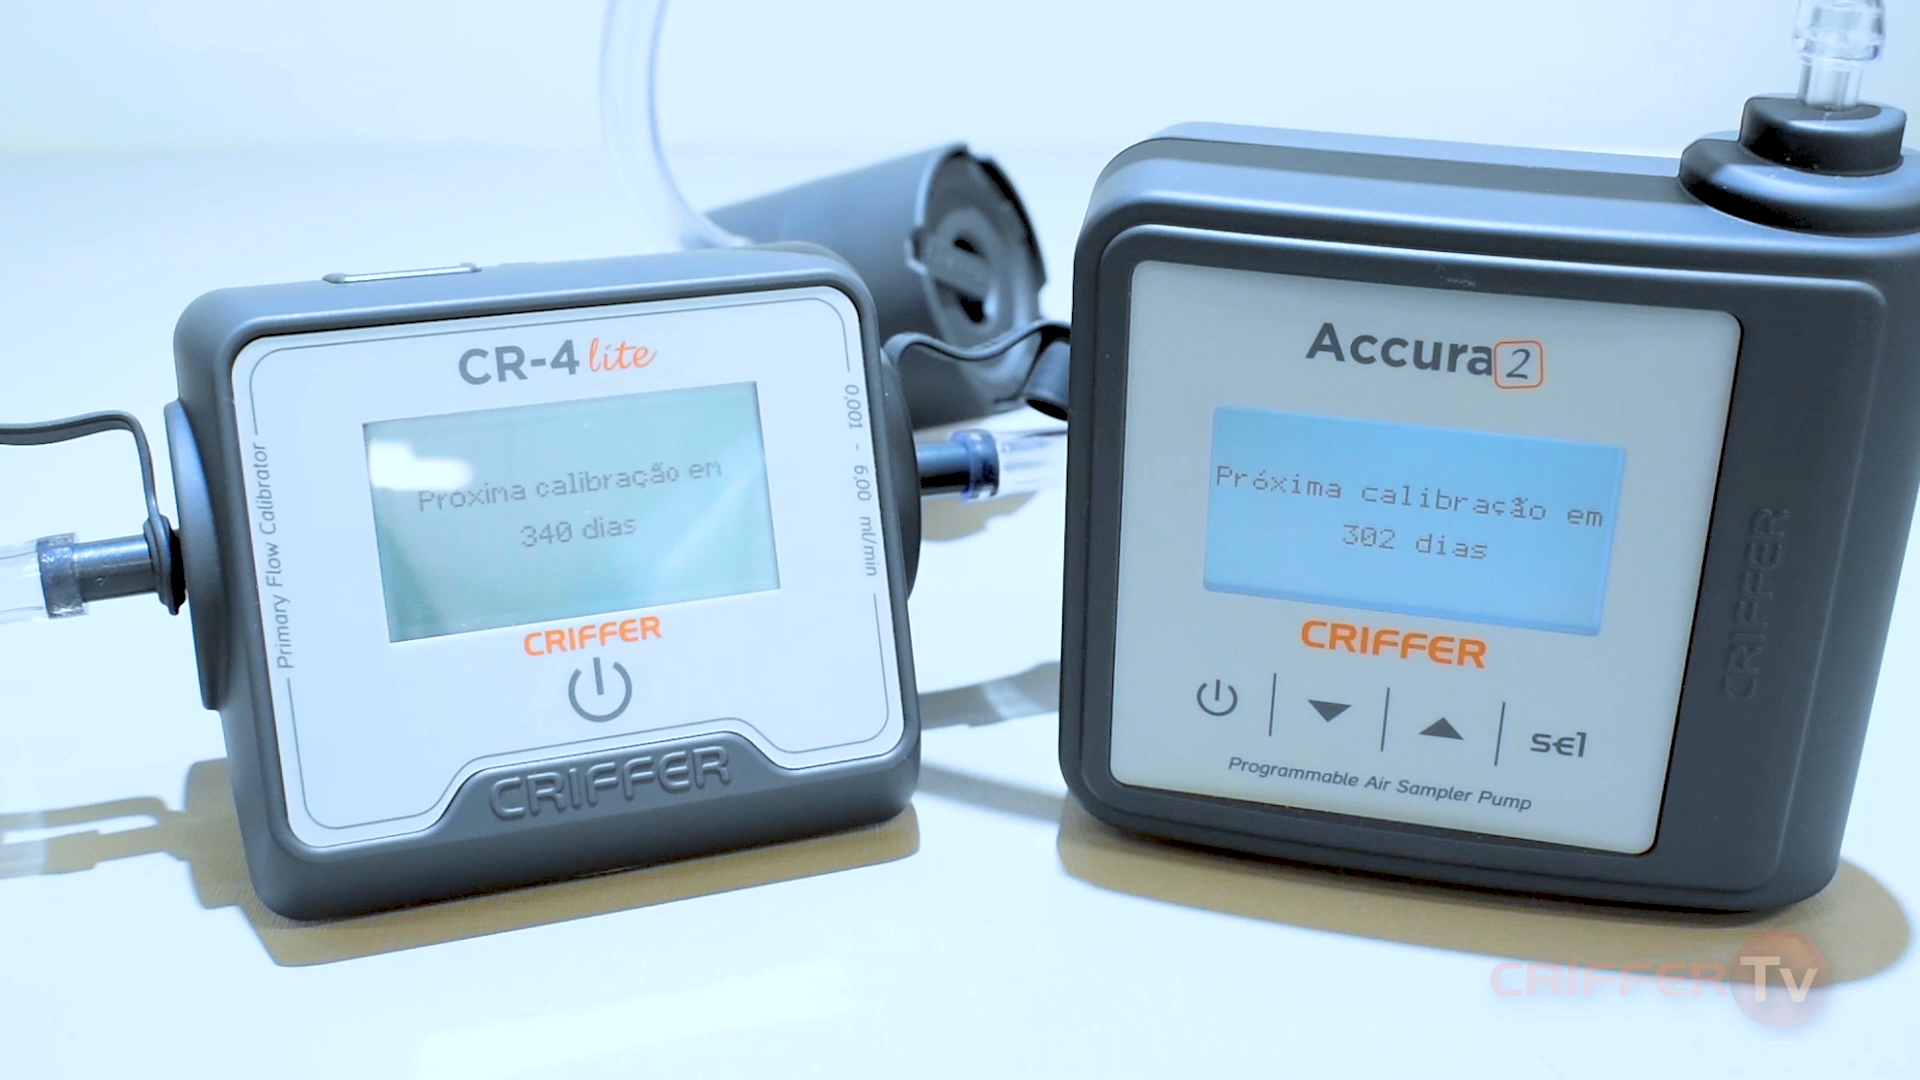 CR-4 lite
Próxima calibração em
340 dias
CRIFFER
Primary Flow Calibrator
0,001 - 6,00 ml/min
CRIFFER
Accura 2
Próxima calibração em
302 dias
CRIFFER
sel
Programmable Air Sampler Pump
CRIFFER
CRIFFER Tv